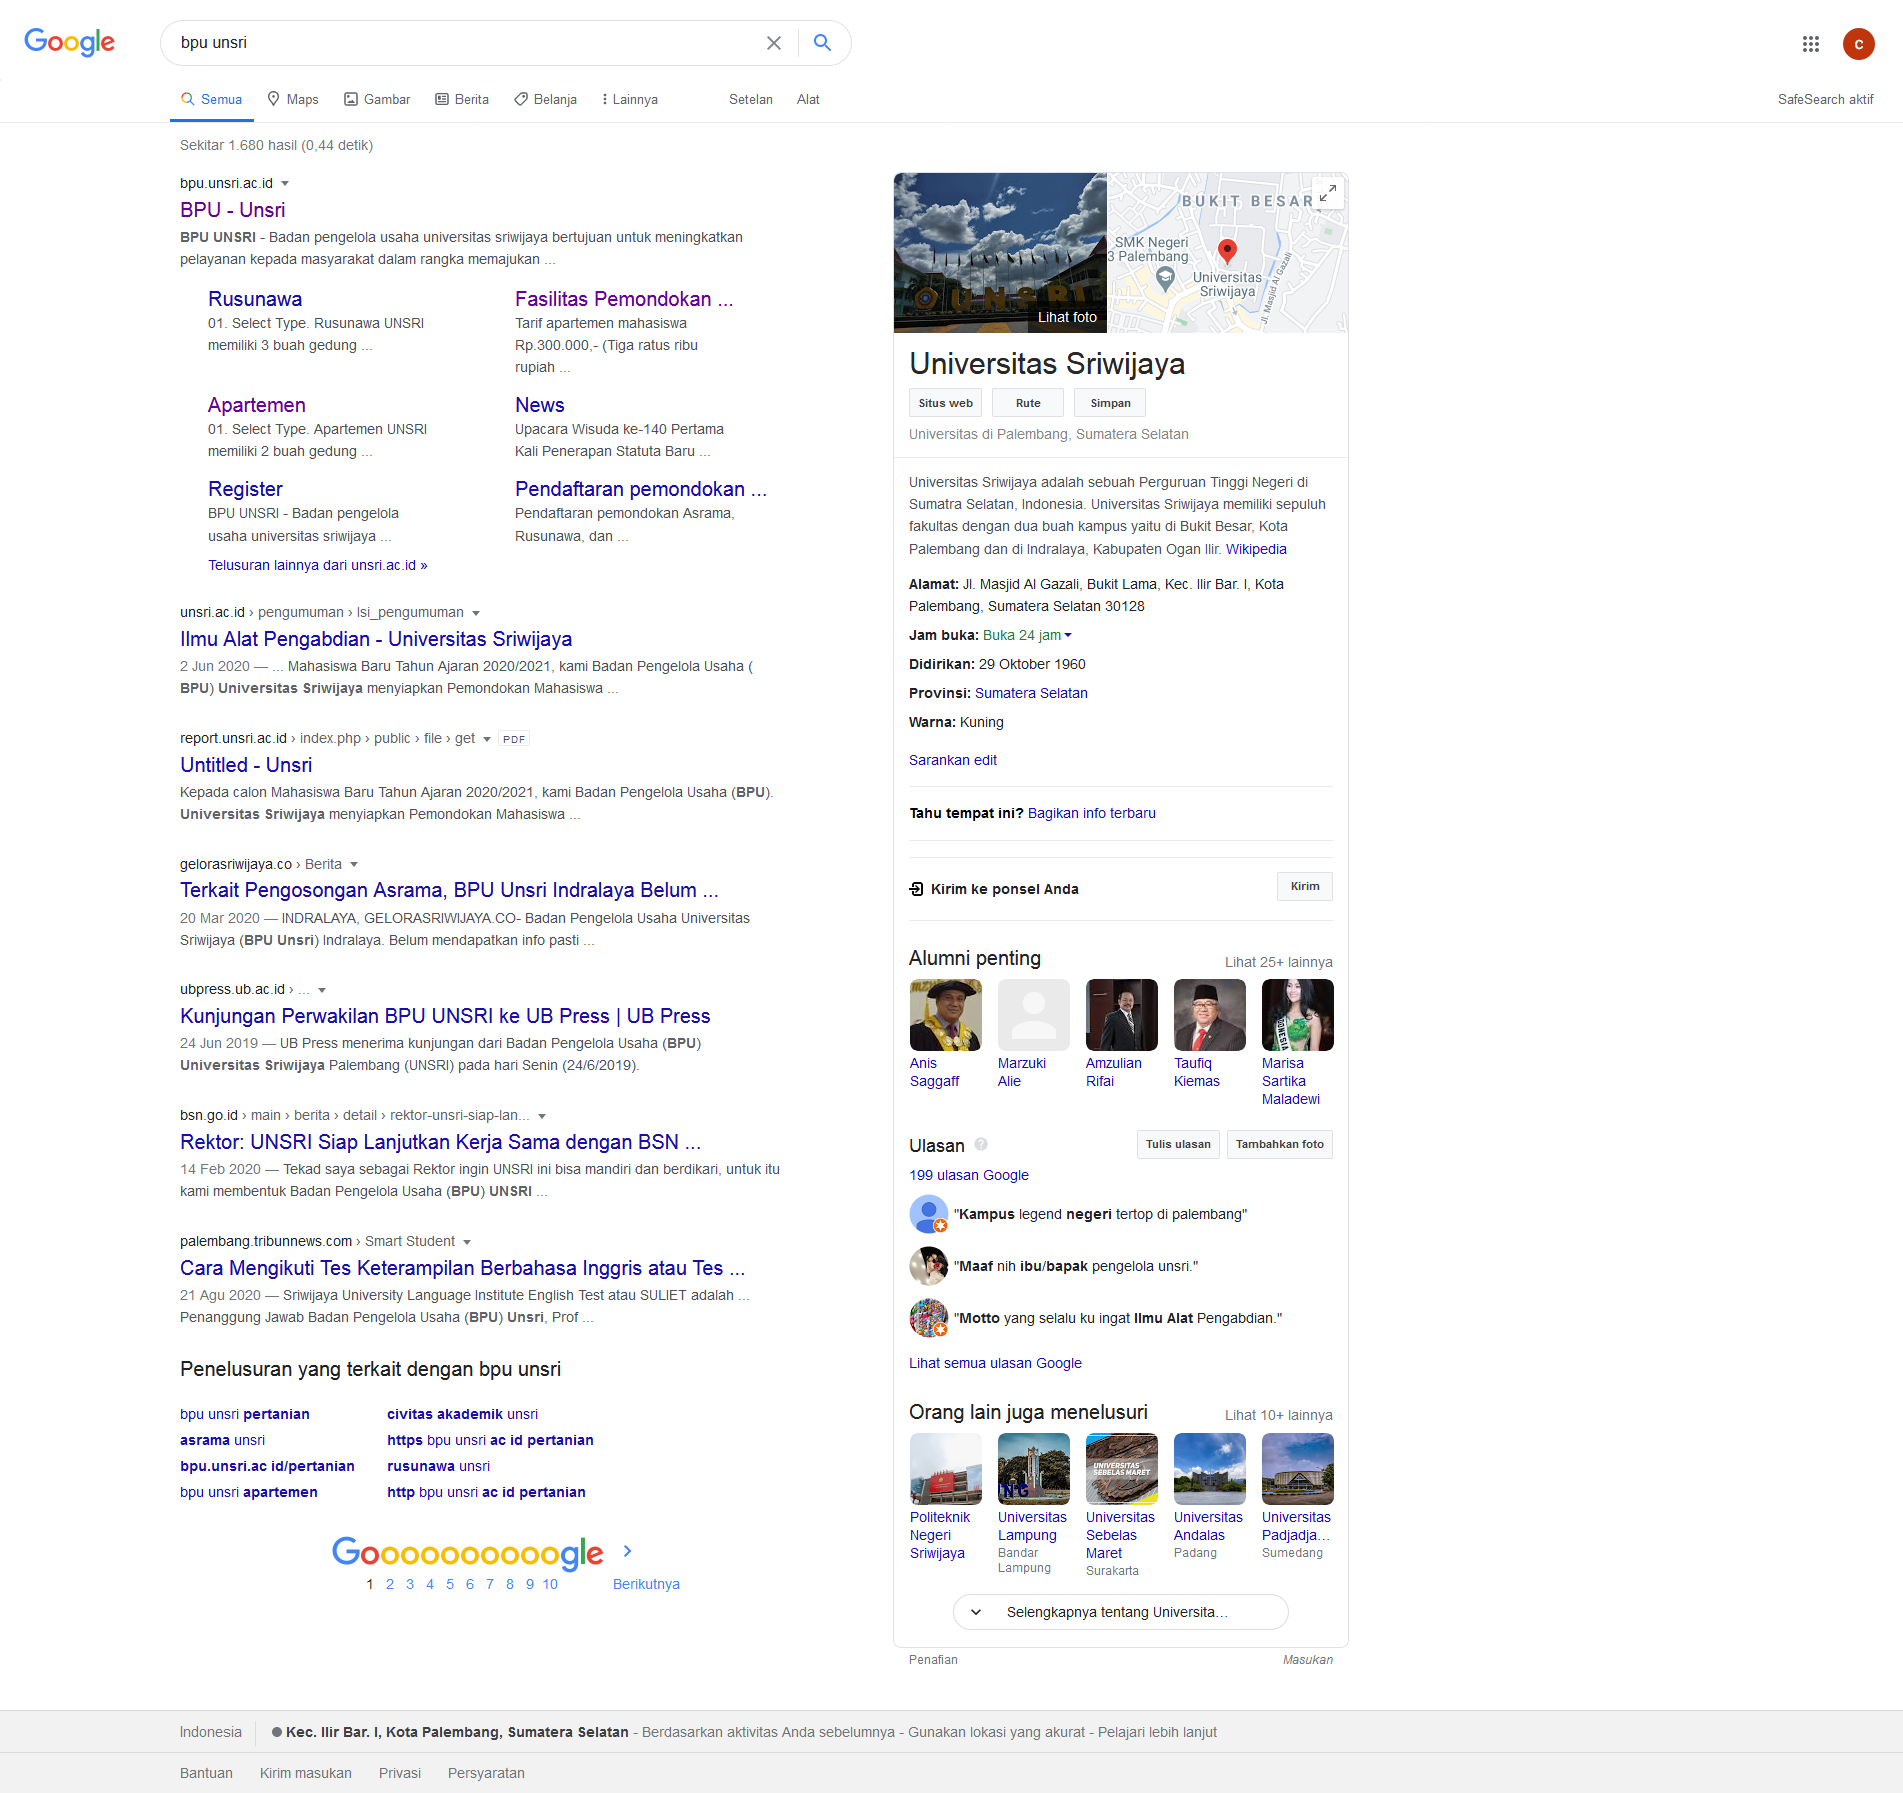 Google
bpu unsri
C
Semua
Maps
Gambar
Berita
Belanja
Lainnya
Setelan
Alat
SafeSearch aktif
Sekitar 1.680 hasil (0,44 detik)
bpu.unsri.ac.id
BPU - Unsri
BPU UNSRI - Badan pengelola usaha universitas sriwijaya bertujuan untuk meningkatkan
pelayanan kepada masyarakat dalam rangka memajukan ...
Rusunawa
01. Select Type. Rusunawa UNSRI
memiliki 3 buah gedung ...
Fasilitas Pemondokan ...
Tarif apartemen mahasiswa
Rp.300.000,- (Tiga ratus ribu
rupiah ...
Apartemen
01. Select Type. Apartemen UNSRI
memiliki 2 buah gedung ...
News
Upacara Wisuda ke-140 Pertama
Kali Penerapan Statuta Baru ...
Register
BPU UNSRI - Badan pengelola
usaha universitas sriwijaya ...
Pendaftaran pemondokan ...
Pendaftaran pemondokan Asrama,
Rusunawa, dan ...
Telusuran lainnya dari unsri.ac.id »
unsri.ac.id › pengumuman › lsi_pengumuman
Ilmu Alat Pengabdian - Universitas Sriwijaya
2 Jun 2020 — ... Mahasiswa Baru Tahun Ajaran 2020/2021, kami Badan Pengelola Usaha (
BPU) Universitas Sriwijaya menyiapkan Pemondokan Mahasiswa ...
report.unsri.ac.id › index.php › public › file › get PDF
Untitled - Unsri
Kepada calon Mahasiswa Baru Tahun Ajaran 2020/2021, kami Badan Pengelola Usaha (BPU).
Universitas Sriwijaya menyiapkan Pemondokan Mahasiswa ...
gelorasriwijaya.co › Berita
Terkait Pengosongan Asrama, BPU Unsri Indralaya Belum ...
20 Mar 2020 — INDRALAYA, GELORASRIWIJAYA.CO- Badan Pengelola Usaha Universitas
Sriwijaya (BPU Unsri) Indralaya. Belum mendapatkan info pasti ...
ubpress.ub.ac.id › ...
Kunjungan Perwakilan BPU UNSRI ke UB Press | UB Press
24 Jun 2019 — UB Press menerima kunjungan dari Badan Pengelola Usaha (BPU)
Universitas Sriwijaya Palembang (UNSRI) pada hari Senin (24/6/2019).
bsn.go.id › main › berita › detail › rektor-unsri-siap-lan...
Rektor: UNSRI Siap Lanjutkan Kerja Sama dengan BSN ...
14 Feb 2020 — Tekad saya sebagai Rektor ingin UNSRI ini bisa mandiri dan berdikari, untuk itu
kami membentuk Badan Pengelola Usaha (BPU) UNSRI ...
palembang.tribunnews.com › Smart Student
Cara Mengikuti Tes Keterampilan Berbahasa Inggris atau Tes ...
21 Agu 2020 — Sriwijaya University Language Institute English Test atau SULIET adalah ...
Penanggung Jawab Badan Pengelola Usaha (BPU) Unsri, Prof ...
Penelusuran yang terkait dengan bpu unsri
bpu unsri pertanian
asrama unsri
bpu.unsri.ac id/pertanian
bpu unsri apartemen
civitas akademik unsri
https bpu unsri ac id pertanian
rusunawa unsri
http bpu unsri ac id pertanian
Goooooooooogle
1 2 3 4 5 6 7 8 9 10 Berikutnya
UNSRI
Lihat foto
BUKIT BESAR
SMK Negeri
3 Palembang
Universitas
Sriwijaya
Jl. Masjid Al Gazali
Universitas Sriwijaya
Situs web
Rute
Simpan
Universitas di Palembang, Sumatera Selatan
Universitas Sriwijaya adalah sebuah Perguruan Tinggi Negeri di
Sumatra Selatan, Indonesia. Universitas Sriwijaya memiliki sepuluh
fakultas dengan dua buah kampus yaitu di Bukit Besar, Kota
Palembang dan di Indralaya, Kabupaten Ogan Ilir. Wikipedia
Alamat: Jl. Masjid Al Gazali, Bukit Lama, Kec. Ilir Bar. I, Kota
Palembang, Sumatera Selatan 30128
Jam buka: Buka 24 jam
Didirikan: 29 Oktober 1960
Provinsi: Sumatera Selatan
Warna: Kuning
Sarankan edit
Tahu tempat ini? Bagikan info terbaru
Kirim ke ponsel Anda
Kirim
Alumni penting
Lihat 25+ lainnya
Anis
Saggaff
Marzuki
Alie
Amzulian
Rifai
Taufiq
Kiemas
Marisa
Sartika
Maladewi
Ulasan
Tulis ulasan
Tambahkan foto
199 ulasan Google
"Kampus legend negeri tertop di palembang"
"Maaf nih ibu/bapak pengelola unsri."
"Motto yang selalu ku ingat Ilmu Alat Pengabdian."
Lihat semua ulasan Google
Orang lain juga menelusuri
Lihat 10+ lainnya
UNIVERSITAS
SEBELAS MARET
Politeknik
Negeri
Sriwijaya
Universitas
Lampung
Bandar
Lampung
Universitas
Sebelas
Maret
Surakarta
Universitas
Andalas
Padang
Universitas
Padjadja...
Sumedang
Selengkapnya tentang Universita...
Penafian
Masukan
Indonesia
Kec. Ilir Bar. I, Kota Palembang, Sumatera Selatan - Berdasarkan aktivitas Anda sebelumnya - Gunakan lokasi yang akurat - Pelajari lebih lanjut
Bantuan
Kirim masukan
Privasi
Persyaratan